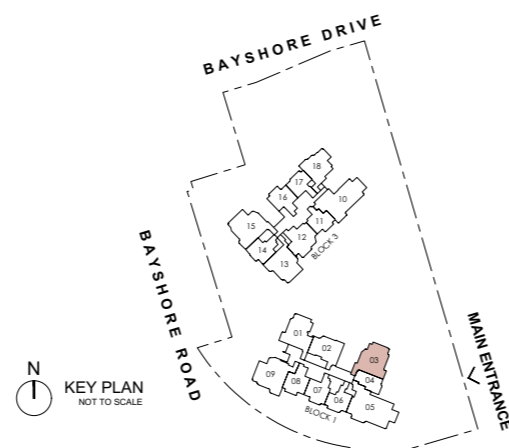 BAYSHORE DRIVE
18
17
16
10
15
11
12
14
13
BLOCK 3
BAYSHORE ROAD
MAIN ENTRANCE
01
02
03
04
09
08
07
06
05
BLOCK 1
N
KEY PLAN
NOT TO SCALE